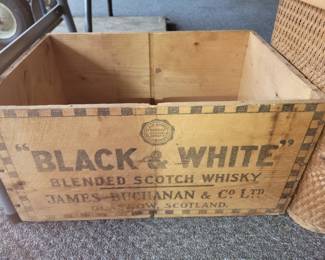 "BLACK & WHITE"
BLENDED SCOTCH WHISKY
JAMES BUCHANAN & Co. LTD
GLASGOW, SCOTLAND.